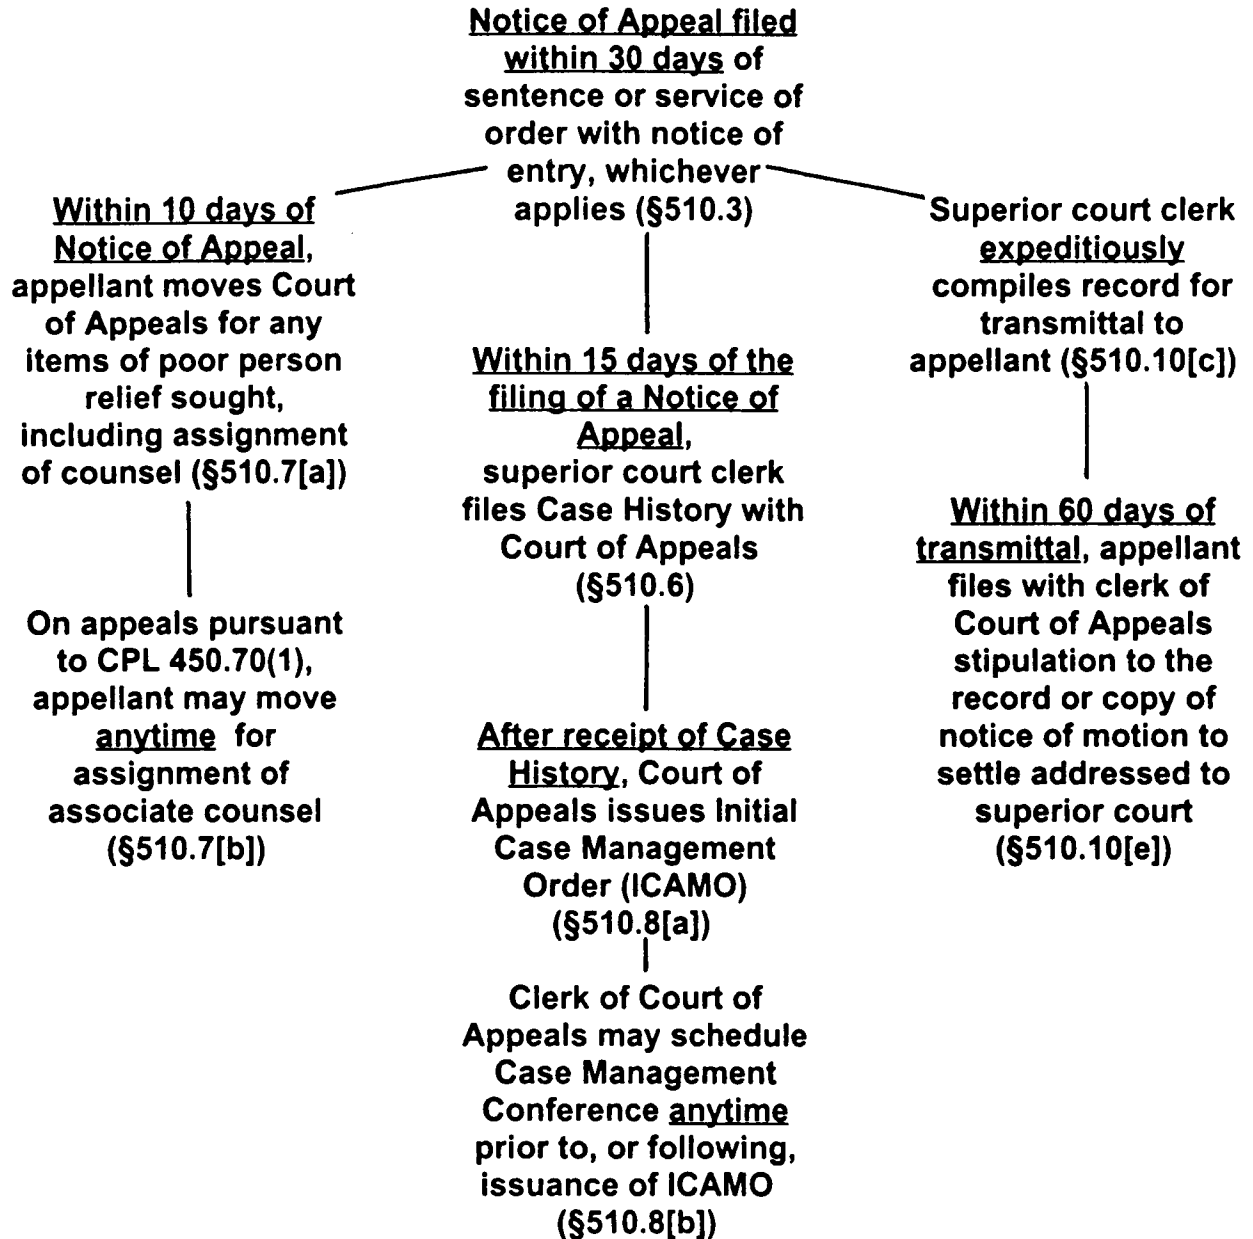 Notice of Appeal filed
within 30 days of
sentence or service of
order with notice of
entry, whichever
applies (§510.3)
Within 10 days of
Notice of Appeal,
appellant moves Court
of Appeals for any
items of poor person
relief sought,
including assignment
of counsel (§510.7[a])
On appeals pursuant
to CPL 450.70(1),
appellant may move
anytime for
assignment of
associate counsel
(§510.7[b])
Within 15 days of the
filing of a Notice of
Appeal,
superior court clerk
files Case History with
Court of Appeals
(§510.6)
After receipt of Case
History, Court of
Appeals issues Initial
Case Management
Order (ICAMO)
(§510.8[a])
Clerk of Court of
Appeals may schedule
Case Management
Conference anytime
prior to, or following,
issuance of ICAMO
(§510.8[b])
Superior court clerk
expeditiously
compiles record for
transmittal to
appellant (§510.10[c])
Within 60 days of
transmittal, appellant
files with clerk of
Court of Appeals
stipulation to the
record or copy of
notice of motion to
settle addressed to
superior court
(§510.10[e])